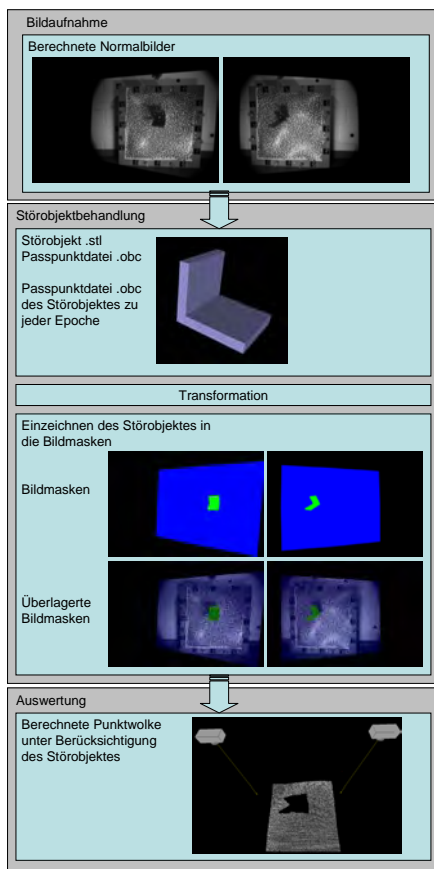 Bildaufnahme
Berechnete Normalbilder
Störobjektbehandlung
Störobjekt .stl
Passpunktdatei .obc
Passpunktdatei .obc
des Störobjektes zu
jeder Epoche
Transformation
Einzeichnen des Störobjektes in
die Bildmasken
Bildmasken
Überlagerte
Bildmasken
Auswertung
Berechnete Punktwolke
unter Berücksichtigung
des Störobjektes